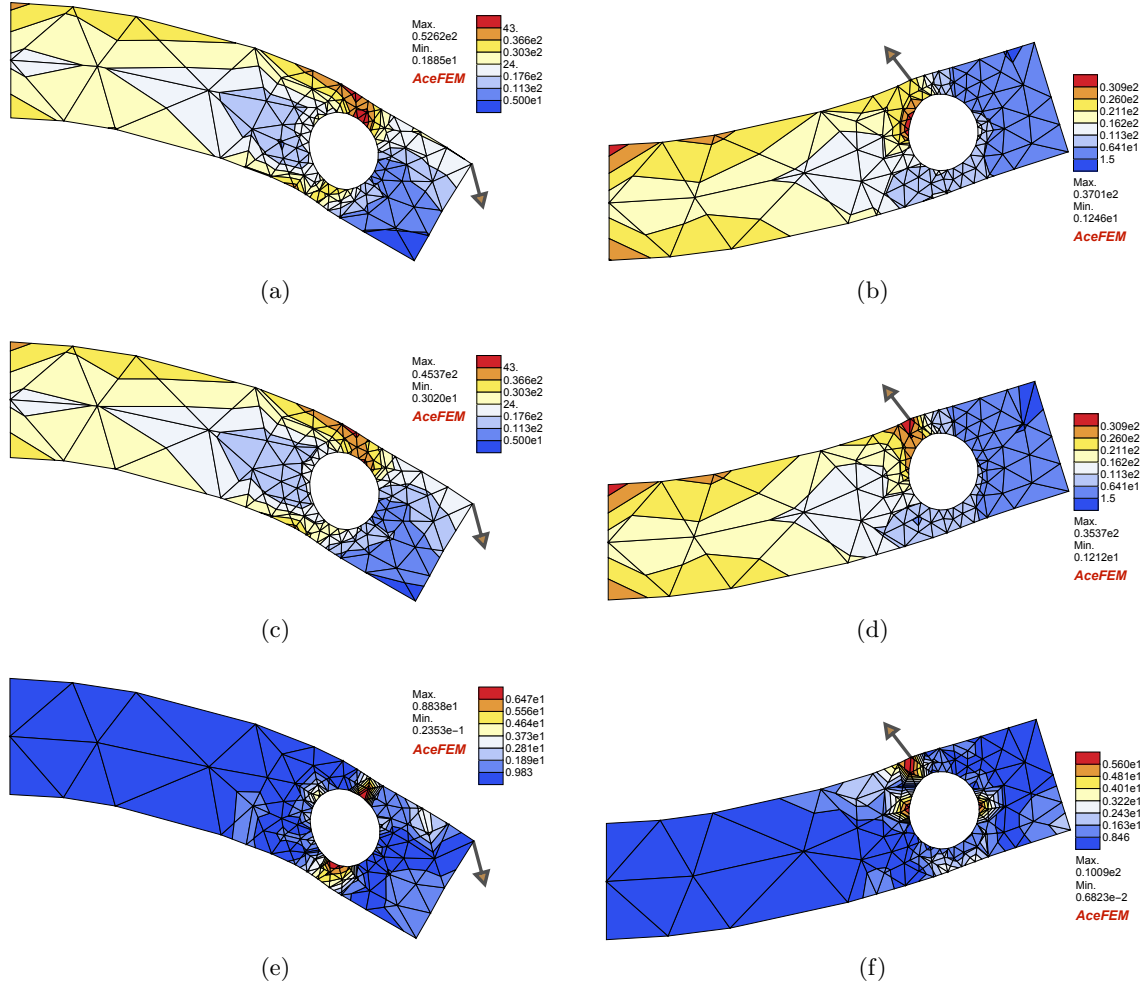 Max.
0.5262e2
Min.
0.1885e1
AceFEM
43.
0.366e2
0.303e2
24.
0.176e2
0.113e2
0.500e1
(a)
0.309e2
0.260e2
0.211e2
0.162e2
0.113e2
0.641e1
1.5
Max.
0.3701e2
Min.
0.1246e1
AceFEM
(b)
Max.
0.4537e2
Min.
0.3020e1
AceFEM
43.
0.366e2
0.303e2
24.
0.176e2
0.113e2
0.500e1
(c)
0.309e2
0.260e2
0.211e2
0.162e2
0.113e2
0.641e1
1.5
Max.
0.3537e2
Min.
0.1212e1
AceFEM
(d)
Max.
0.8838e1
Min.
0.2353e−1
AceFEM
0.647e1
0.556e1
0.464e1
0.373e1
0.281e1
0.189e1
0.983
(e)
0.560e1
0.481e1
0.401e1
0.322e1
0.243e1
0.163e1
0.846
Max.
0.1009e2
Min.
0.6823e−2
AceFEM
(f)